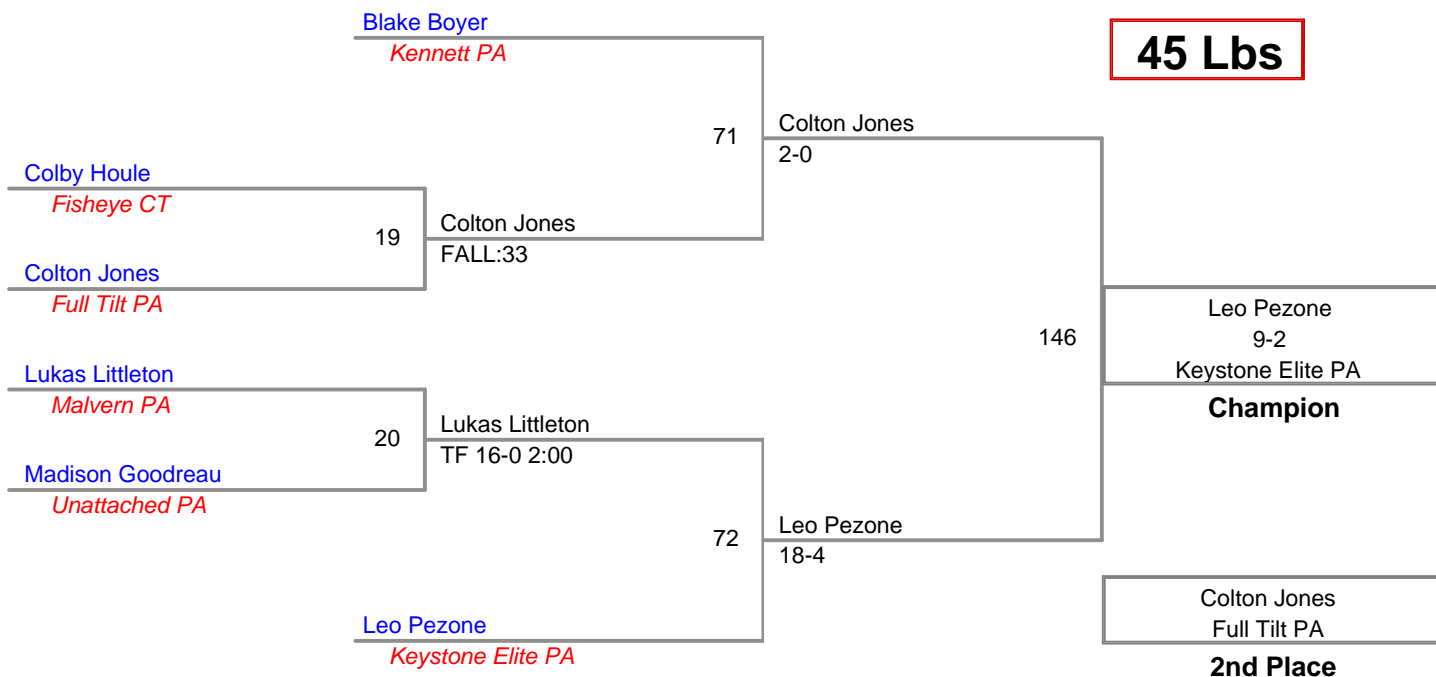 Blake Boyer
Kennett PA
45 Lbs
71
Colton Jones
2-0
Colby Houle
Fisheye CT
19
Colton Jones
FALL:33
Colton Jones
Full Tilt PA
146
Leo Pezone
9-2
Keystone Elite PA
Champion
Lukas Littleton
Malvern PA
20
Lukas Littleton
TF 16-0 2:00
Madison Goodreau
Unattached PA
72
Leo Pezone
18-4
Leo Pezone
Keystone Elite PA
Colton Jones
Full Tilt PA
2nd Place